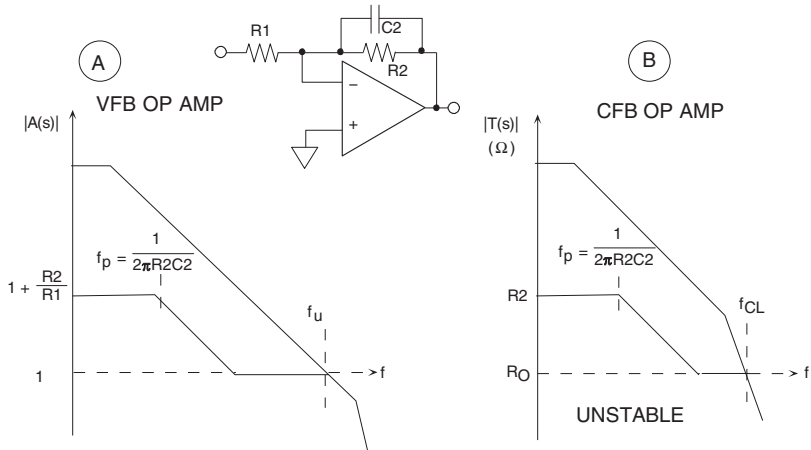 R1
C2
R2
−
+
A
VFB OP AMP
|A(s)|
f_p = 1 / 2πR2C2
1 + R2 / R1
f_u
1
f
B
CFB OP AMP
|T(s)|
(Ω)
f_p = 1 / 2πR2C2
R2
f_CL
R_O
f
UNSTABLE